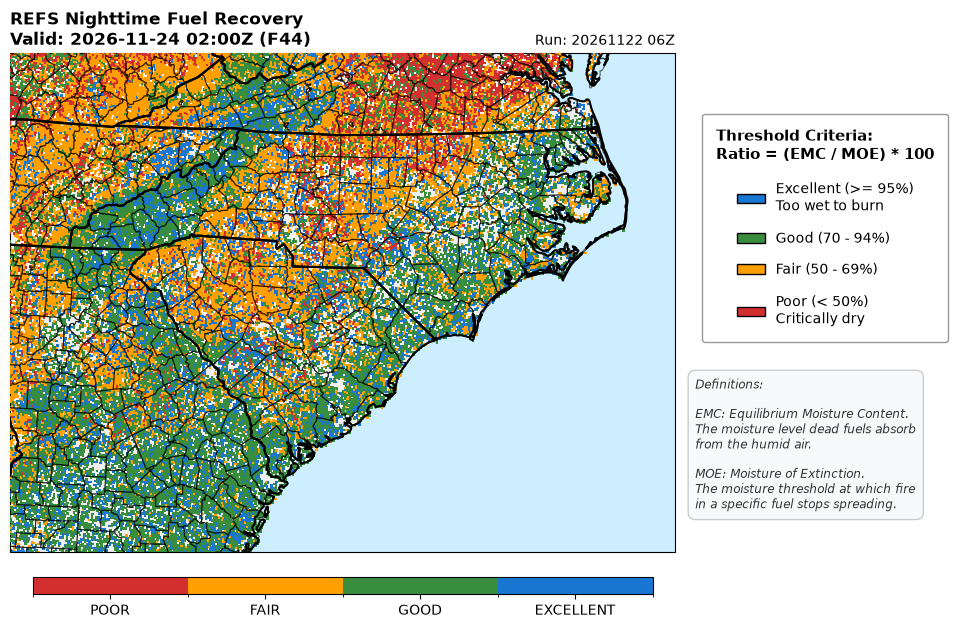 REFS Nighttime Fuel Recovery
Valid: 2026-11-24 02:00Z (F44)
Run: 20261122 06Z
Threshold Criteria:
Ratio = (EMC / MOE) * 100
Excellent (>= 95%)
Too wet to burn
Good (70 - 94%)
Fair (50 - 69%)
Poor (< 50%)
Critically dry
Definitions:
EMC: Equilibrium Moisture Content.
The moisture level dead fuels absorb
from the humid air.
MOE: Moisture of Extinction.
The moisture threshold at which fire
in a specific fuel stops spreading.
POOR
FAIR
GOOD
EXCELLENT